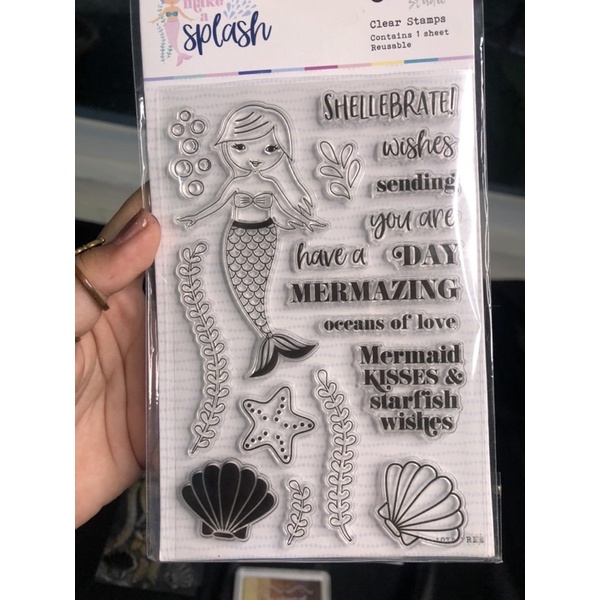 make
a
splash
studio
Clear Stamps
Contains 1 sheet
Reusable
SHELLEBRATE!
wishes
sending
you are
have a DAY
MERMAZING
oceans of love
Mermaid
KISSES &
starfish
wishes